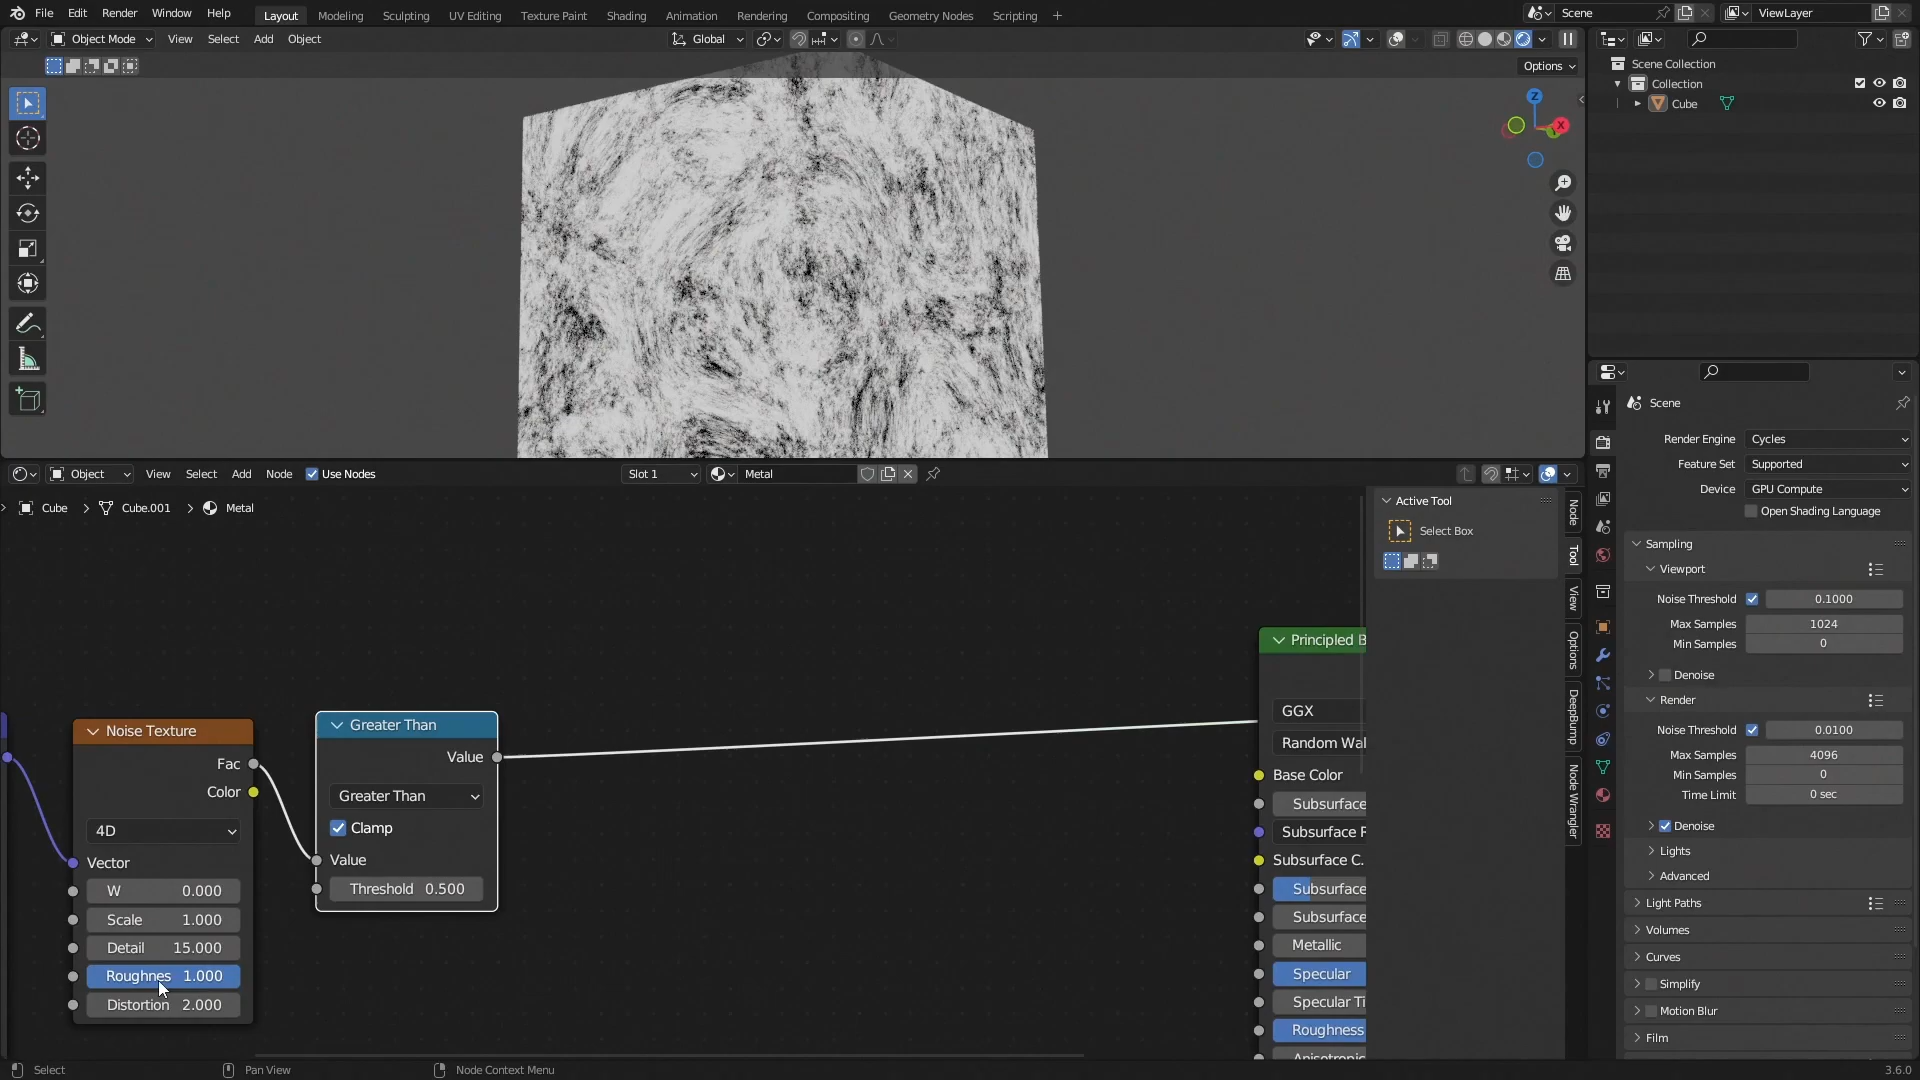 File Edit Render Window Help Layout Modeling Sculpting UV Editing Texture Paint Shading Animation Rendering Compositing Geometry Nodes Scripting + Scene ViewLayer
Object Mode View Select Add Object Global
Options
Z
X
Scene Collection
Collection
Cube
Scene
Render Engine Cycles
Feature Set Supported
Device GPU Compute
Open Shading Language
Sampling
Viewport
Noise Threshold 0.1000
Max Samples 1024
Min Samples 0
Denoise
Render
Noise Threshold 0.0100
Max Samples 4096
Min Samples 0
Time Limit 0 sec
Denoise
Lights
Advanced
Light Paths
Volumes
Curves
Simplify
Motion Blur
Film
Object View Select Add Node Use Nodes Slot 1 Metal
Cube > Cube.001 > Metal
Active Tool
Select Box
Node
Tool
View
Options
DeepBump
Node Wrangler
Noise Texture
Fac
Color
4D
Vector
W 0.000
Scale 1.000
Detail 15.000
Roughnes 1.000
Distortion 2.000
Greater Than
Value
Greater Than
Clamp
Value
Threshold 0.500
Principled B
GGX
Random Wal
Base Color
Subsurface
Subsurface R
Subsurface C.
Subsurface
Subsurface
Metallic
Specular
Specular Ti
Roughness
Anisotropic
Select Pan View Node Context Menu 3.6.0